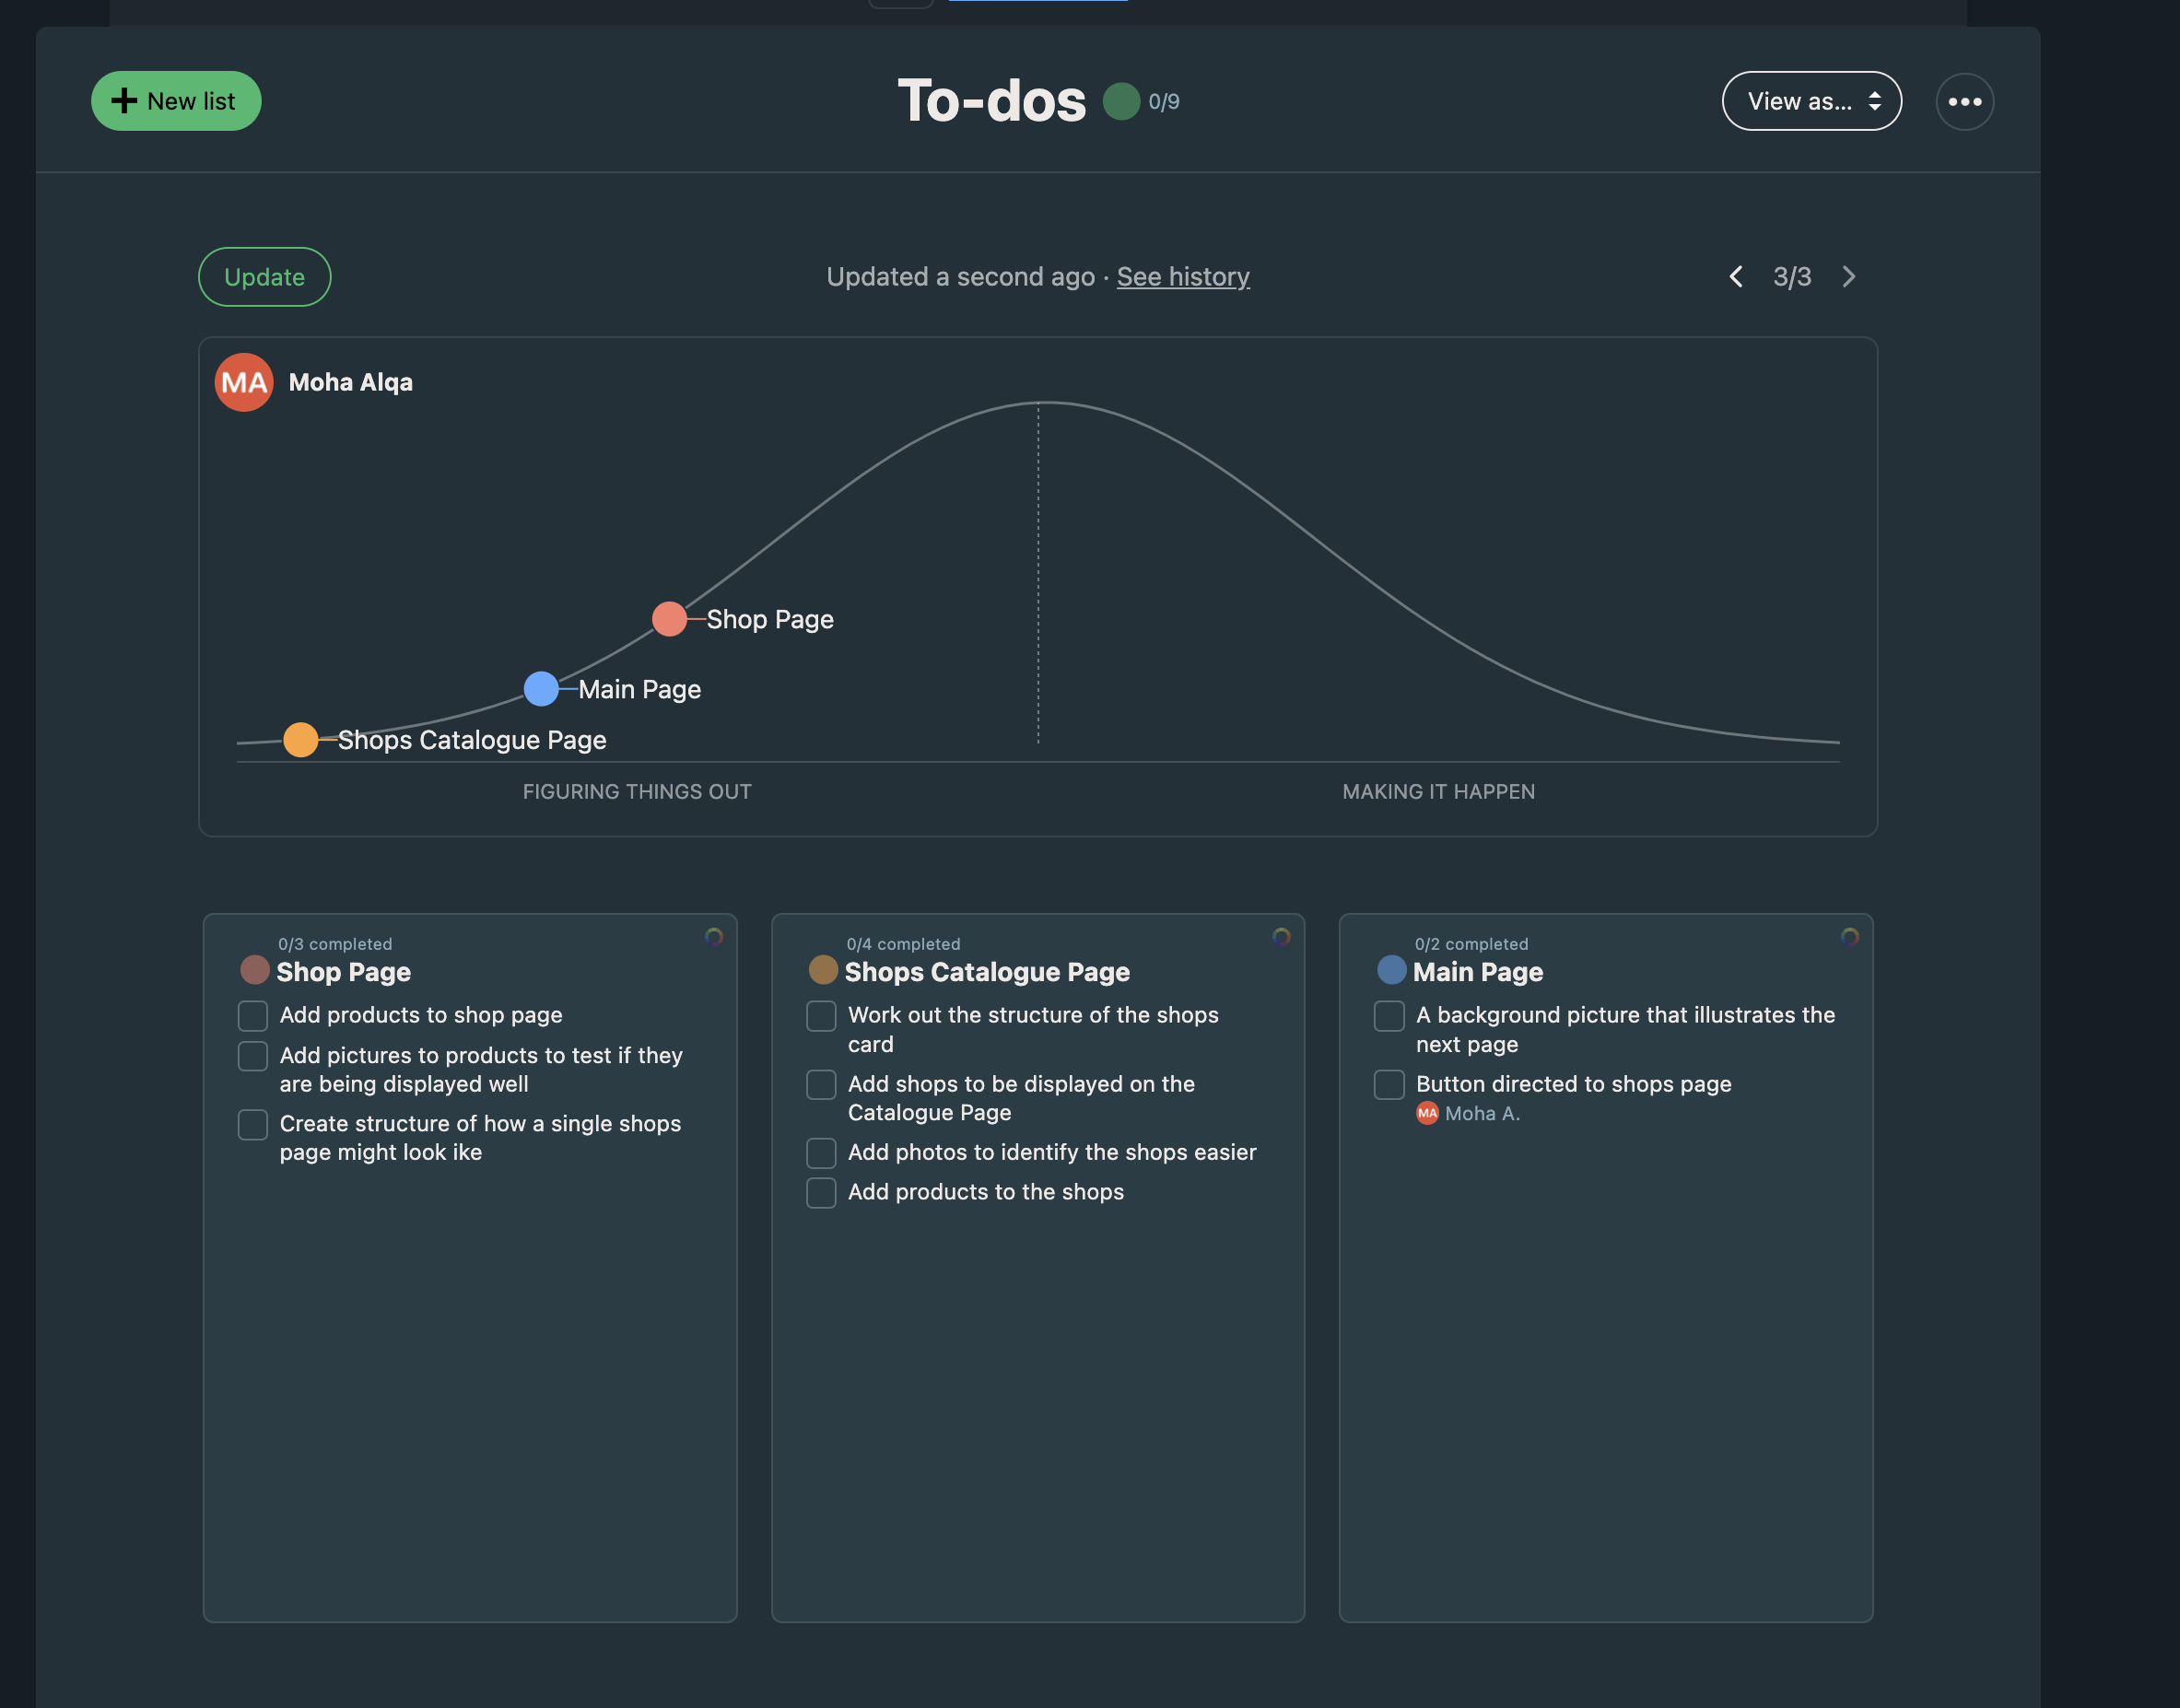 New list
To-dos 0/9
View as...
Update
Updated a second ago · See history
3/3
MA Moha Alqa
Shop Page
Main Page
Shops Catalogue Page
FIGURING THINGS OUT
MAKING IT HAPPEN
0/3 completed
Shop Page
Add products to shop page
Add pictures to products to test if they
are being displayed well
Create structure of how a single shops
page might look ike
0/4 completed
Shops Catalogue Page
Work out the structure of the shops
card
Add shops to be displayed on the
Catalogue Page
Add photos to identify the shops easier
Add products to the shops
0/2 completed
Main Page
A background picture that illustrates the
next page
Button directed to shops page
MA Moha A.